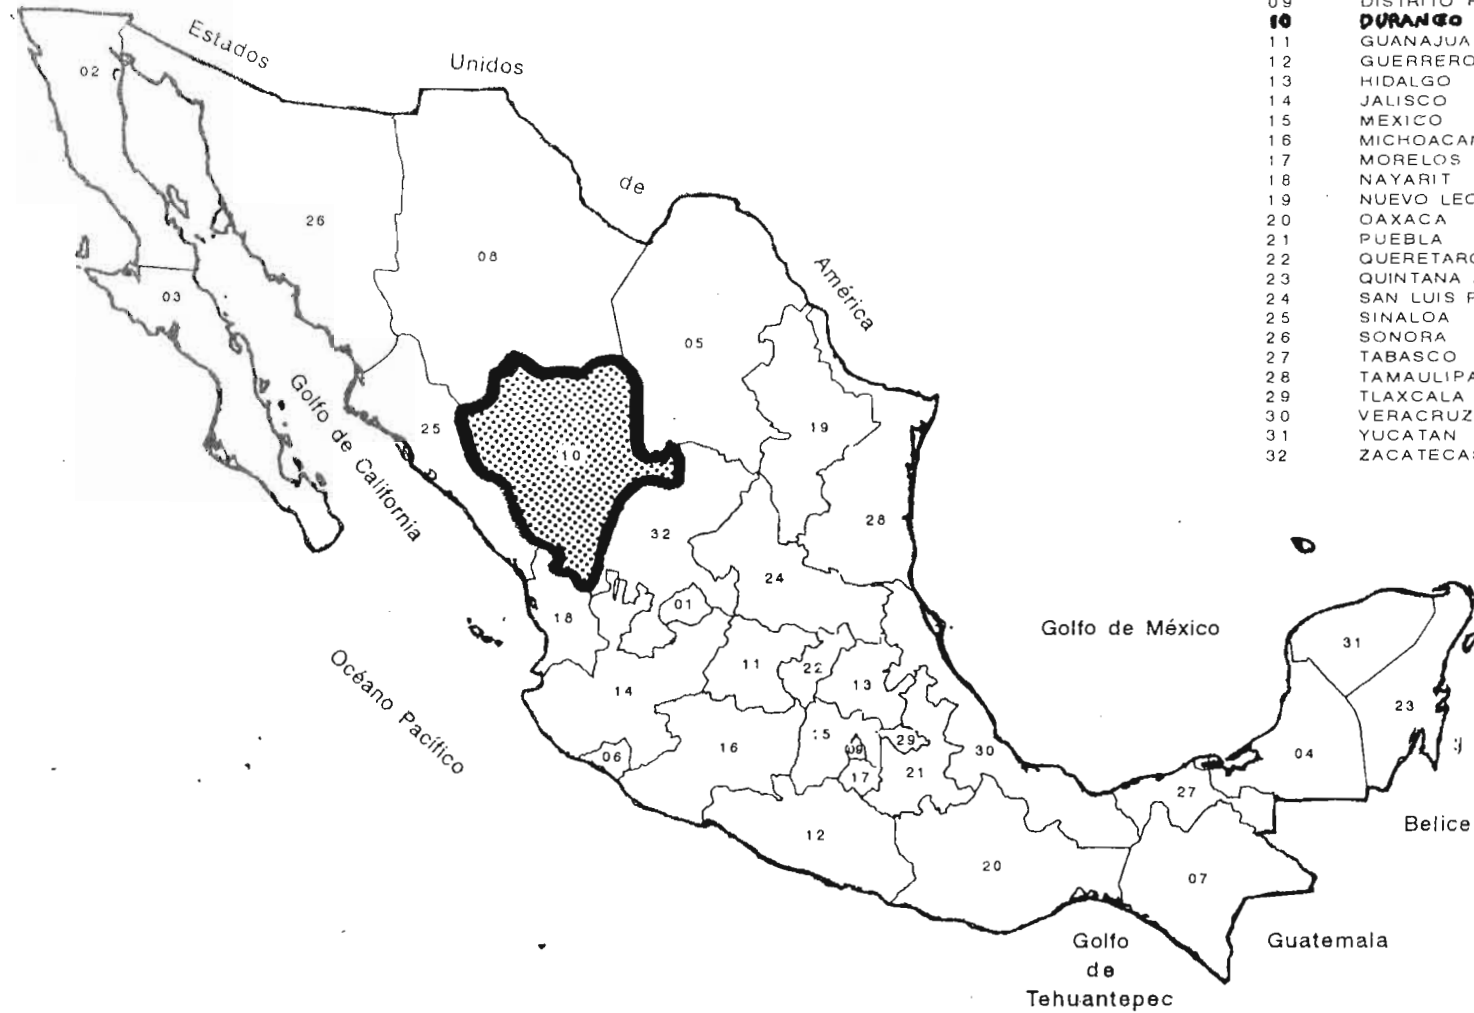 09 DISTRITO
10 DURANGO
11 GUANAJUA
12 GUERRERO
13 HIDALGO
14 JALISCO
15 MEXICO
16 MICHOACAN
17 MORELOS
18 NAYARIT
19 NUEVO LEO
20 OAXACA
21 PUEBLA
22 QUERETARO
23 QUINTANA
24 SAN LUIS P
25 SINALOA
26 SONORA
27 TABASCO
28 TAMAULIPA
29 TLAXCALA
30 VERACRUZ
31 YUCATAN
32 ZACATECAS
Estados
Unidos
de
América
02
26
08
03
05
25
10
19
28
32
24
01
18
14
11
22
13
06
16
15
09
29
17
21
30
12
20
27
07
04
31
23
Golfo de California
Océano Pacífico
Golfo de México
Belice
Guatemala
Golfo
de
Tehuantepec